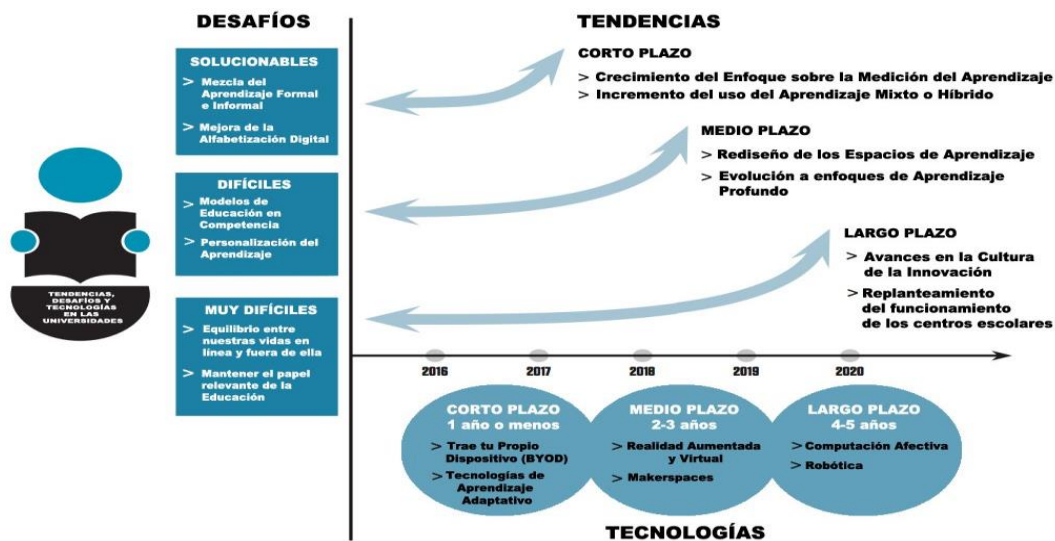 DESAFÍOS
SOLUCIONABLES
> Mezcla del
Aprendizaje Formal
e Informal
> Mejora de la
Alfabetización Digital
DIFÍCILES
> Modelos de
Educación en
Competencia
> Personalización del
Aprendizaje
MUY DIFÍCILES
> Equilibrio entre
nuestras vidas en
línea y fuera de ella
> Mantener el papel
relevante de la
Educación
TENDENCIAS,
DESAFÍOS Y
TECNOLOGÍAS
EN LAS
UNIVERSIDADES
TENDENCIAS
CORTO PLAZO
> Crecimiento del Enfoque sobre la Medición del Aprendizaje
> Incremento del uso del Aprendizaje Mixto o Híbrido
MEDIO PLAZO
> Rediseño de los Espacios de Aprendizaje
> Evolución a enfoques de Aprendizaje
Profundo
LARGO PLAZO
> Avances en la Cultura
de la Innovación
> Replanteamiento
del funcionamiento
de los centros escolares
2016 2017 2018 2019 2020
CORTO PLAZO
1 año o menos
> Trae tu Propio
Dispositivo (BYOD)
> Tecnologías de
Aprendizaje
Adaptativo
MEDIO PLAZO
2-3 años
> Realidad Aumentada
y Virtual
> Makerspaces
LARGO PLAZO
4-5 años
> Computación Afectiva
> Robótica
TECNOLOGÍAS